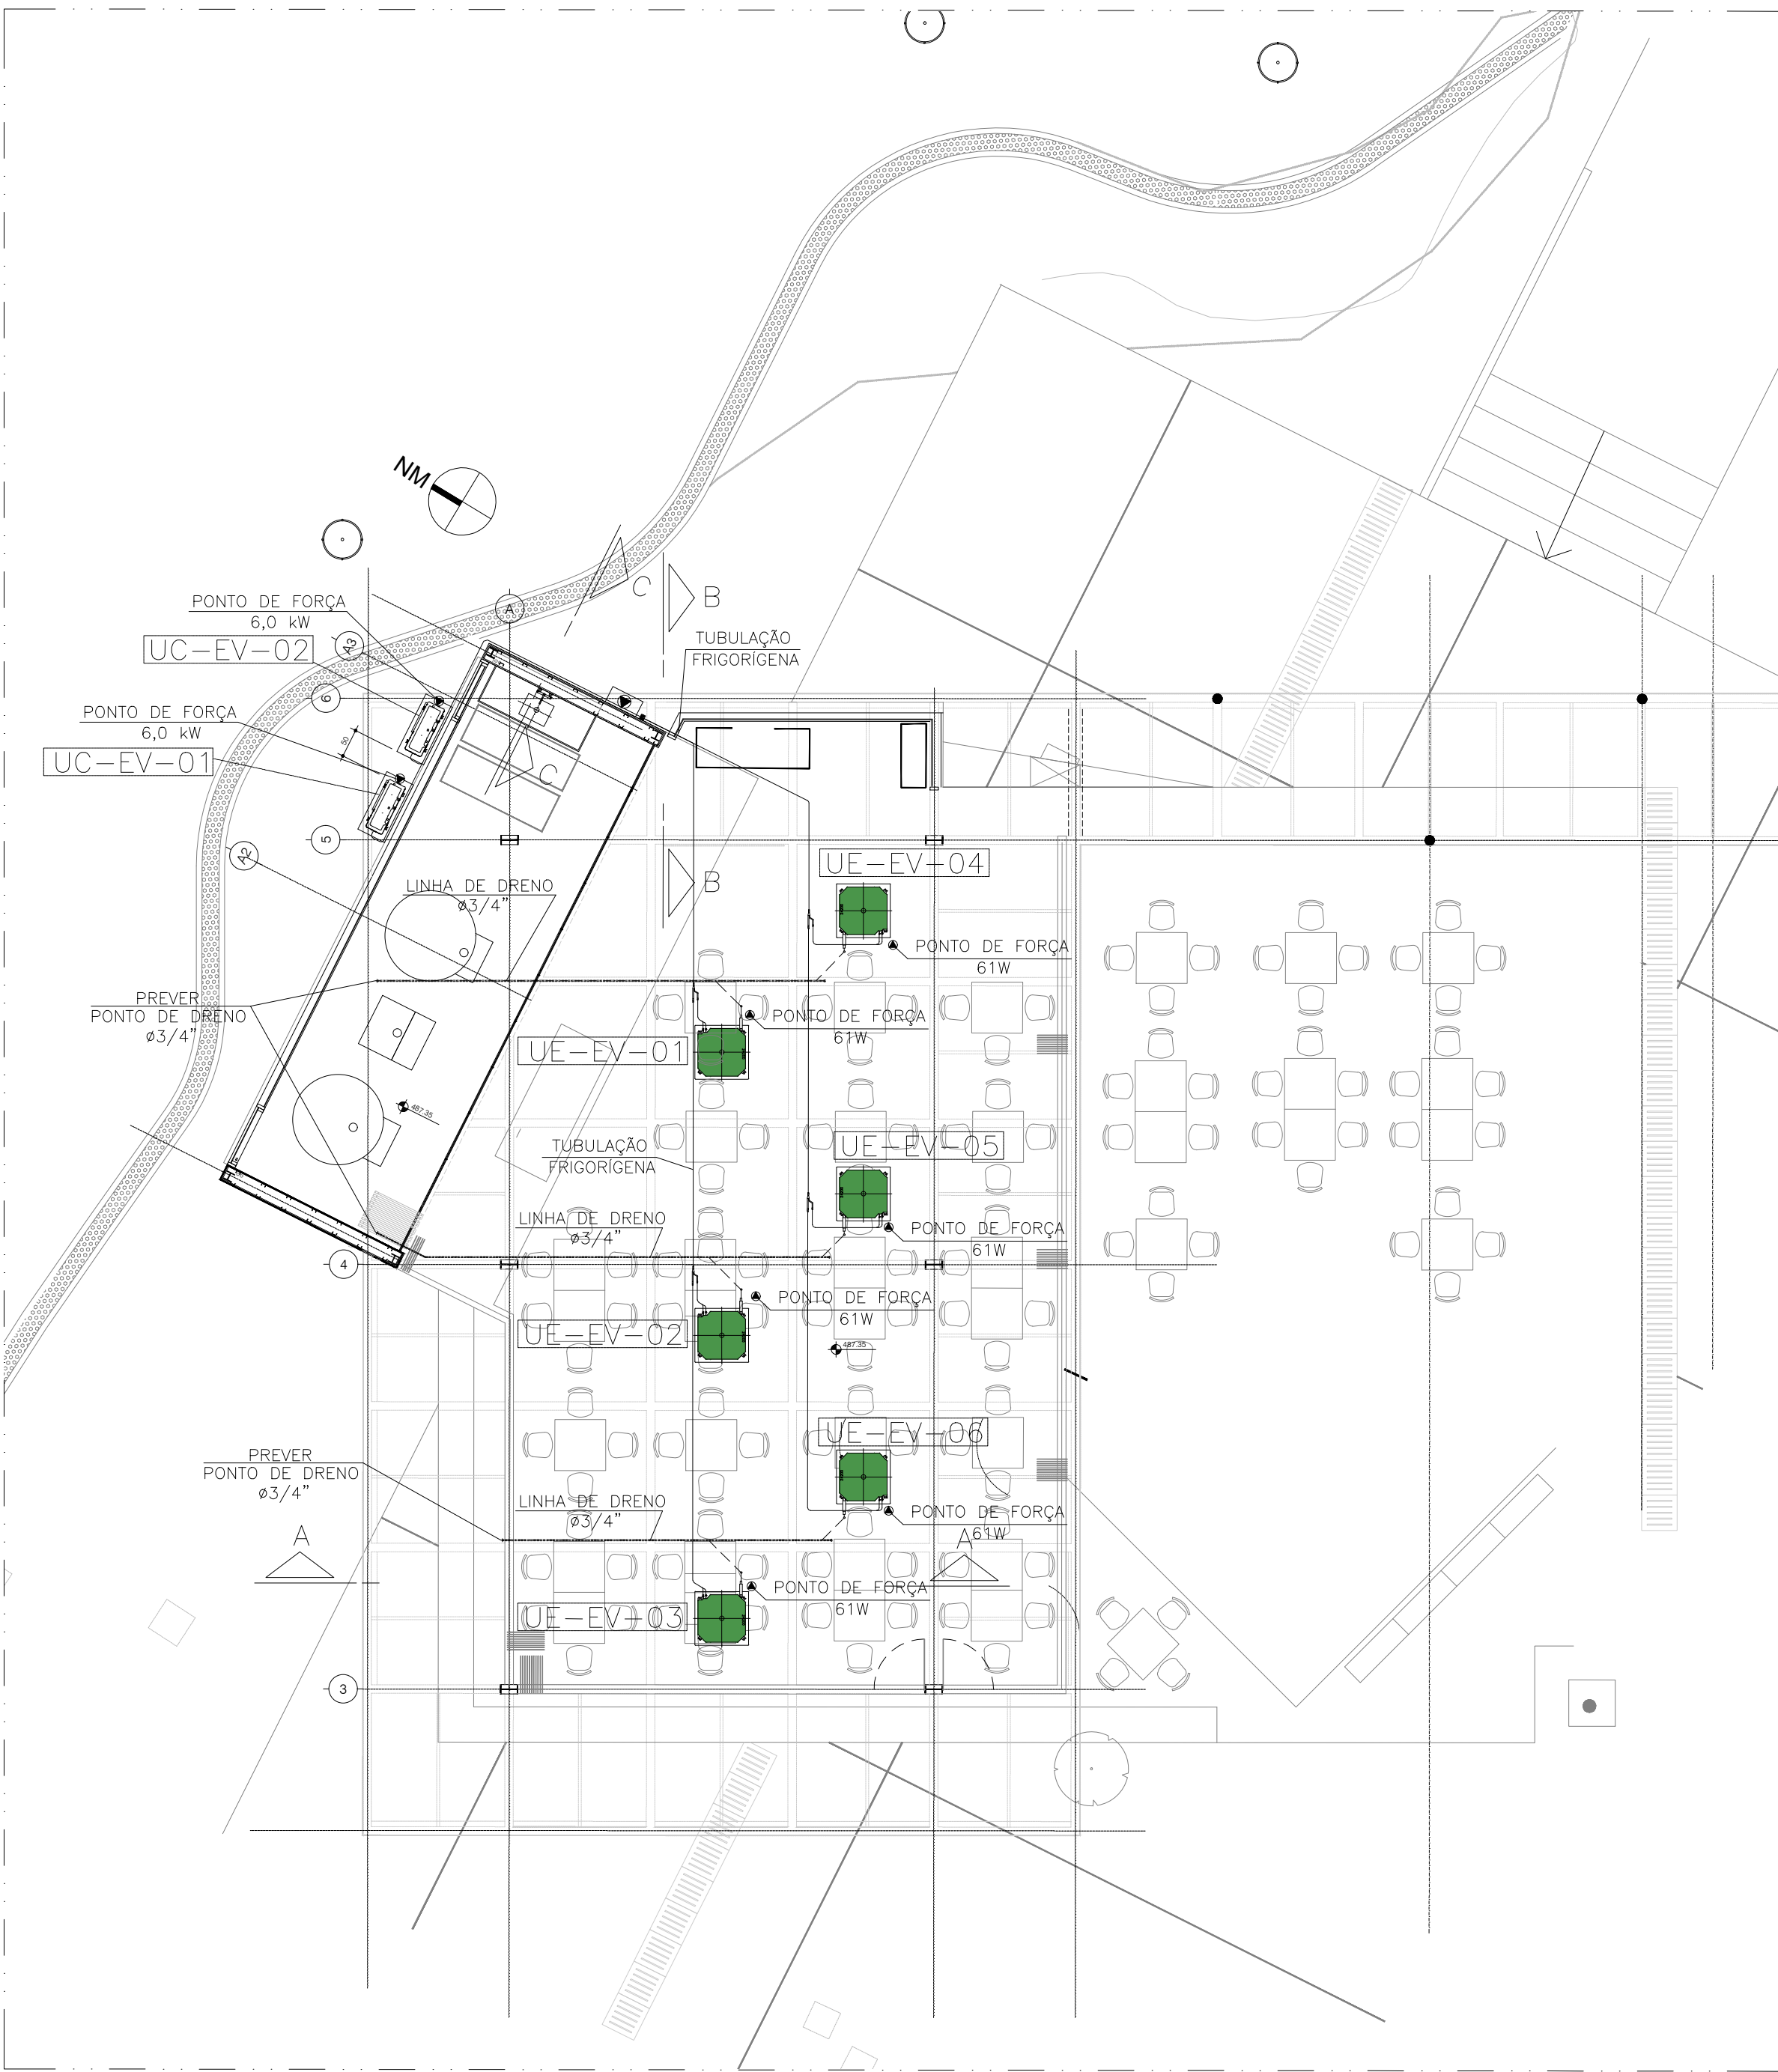 NM
PONTO DE FORÇA
6,0 kW
UC-EV-02
A3
A
C
B
TUBULAÇÃO
FRIGORÍGENA
6
PONTO DE FORÇA
6,0 kW
UC-EV-01
50
C
5
A2
B
UE-EV-04
LINHA DE DRENO
ø3/4"
PONTO DE FORÇA
61W
PREVER
PONTO DE DRENO
ø3/4"
PONTO DE FORÇA
61W
UE-EV-01
487.35
TUBULAÇÃO
FRIGORÍGENA
UE-EV-05
LINHA DE DRENO
ø3/4"
PONTO DE FORÇA
61W
4
PONTO DE FORÇA
61W
UE-EV-02
487.35
UE-EV-06
PREVER
PONTO DE DRENO
ø3/4"
LINHA DE DRENO
ø3/4"
PONTO DE FORÇA
61W
A
A
PONTO DE FORÇA
61W
UE-EV-03
3